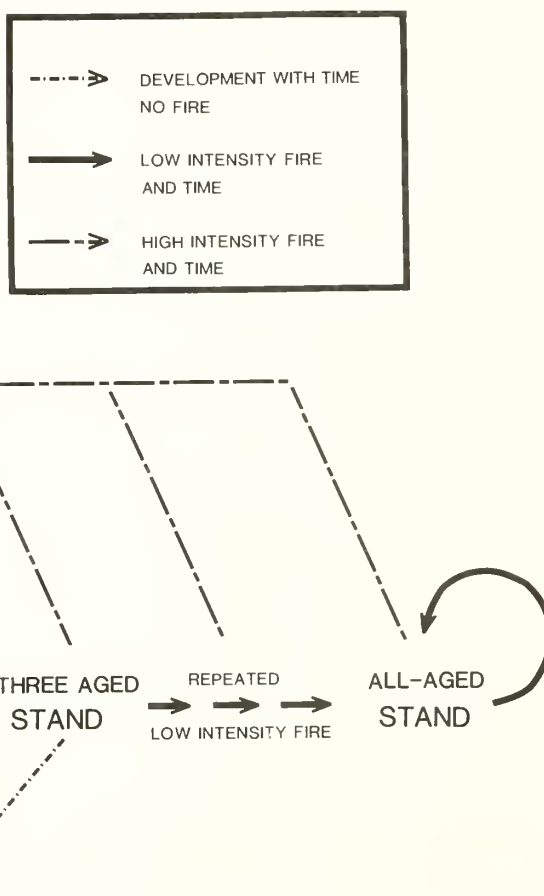 DEVELOPMENT WITH TIME
NO FIRE
LOW INTENSITY FIRE
AND TIME
HIGH INTENSITY FIRE
AND TIME
THREE AGED
STAND
REPEATED
LOW INTENSITY FIRE
ALL-AGED
STAND